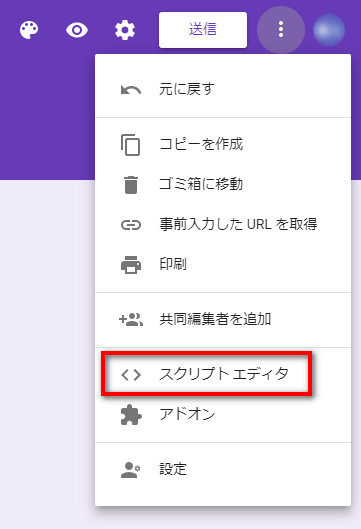 送信
元に戻す
コピーを作成
ゴミ箱に移動
事前入力した URL を取得
印刷
共同編集者を追加
スクリプト エディタ
アドオン
設定